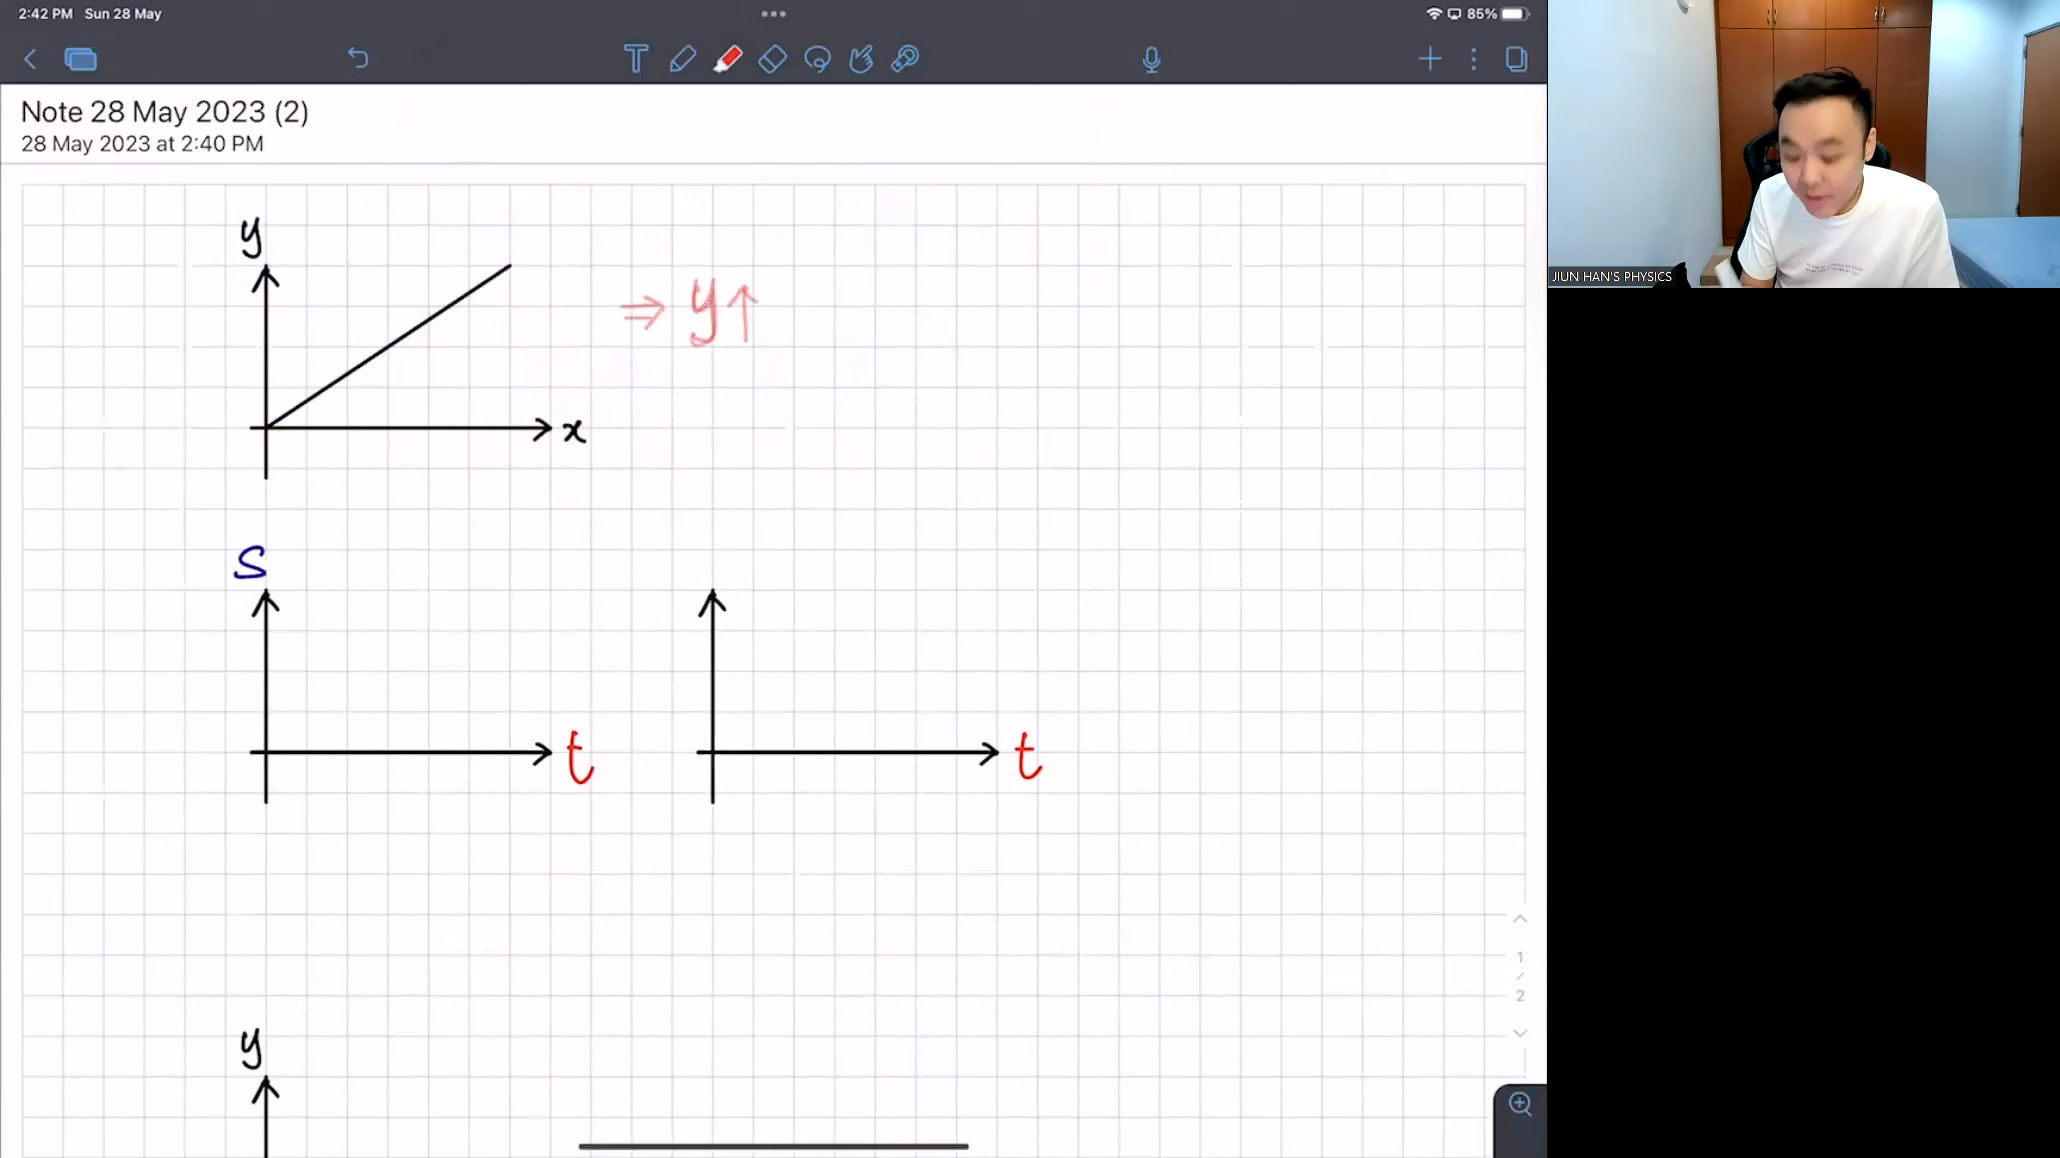 2:42 PM Sun 28 May
85%
Note 28 May 2023 (2)
28 May 2023 at 2:40 PM
JIUN HAN'S PHYSICS
y
⇒ y↑
x
s
t
t
1
2
y